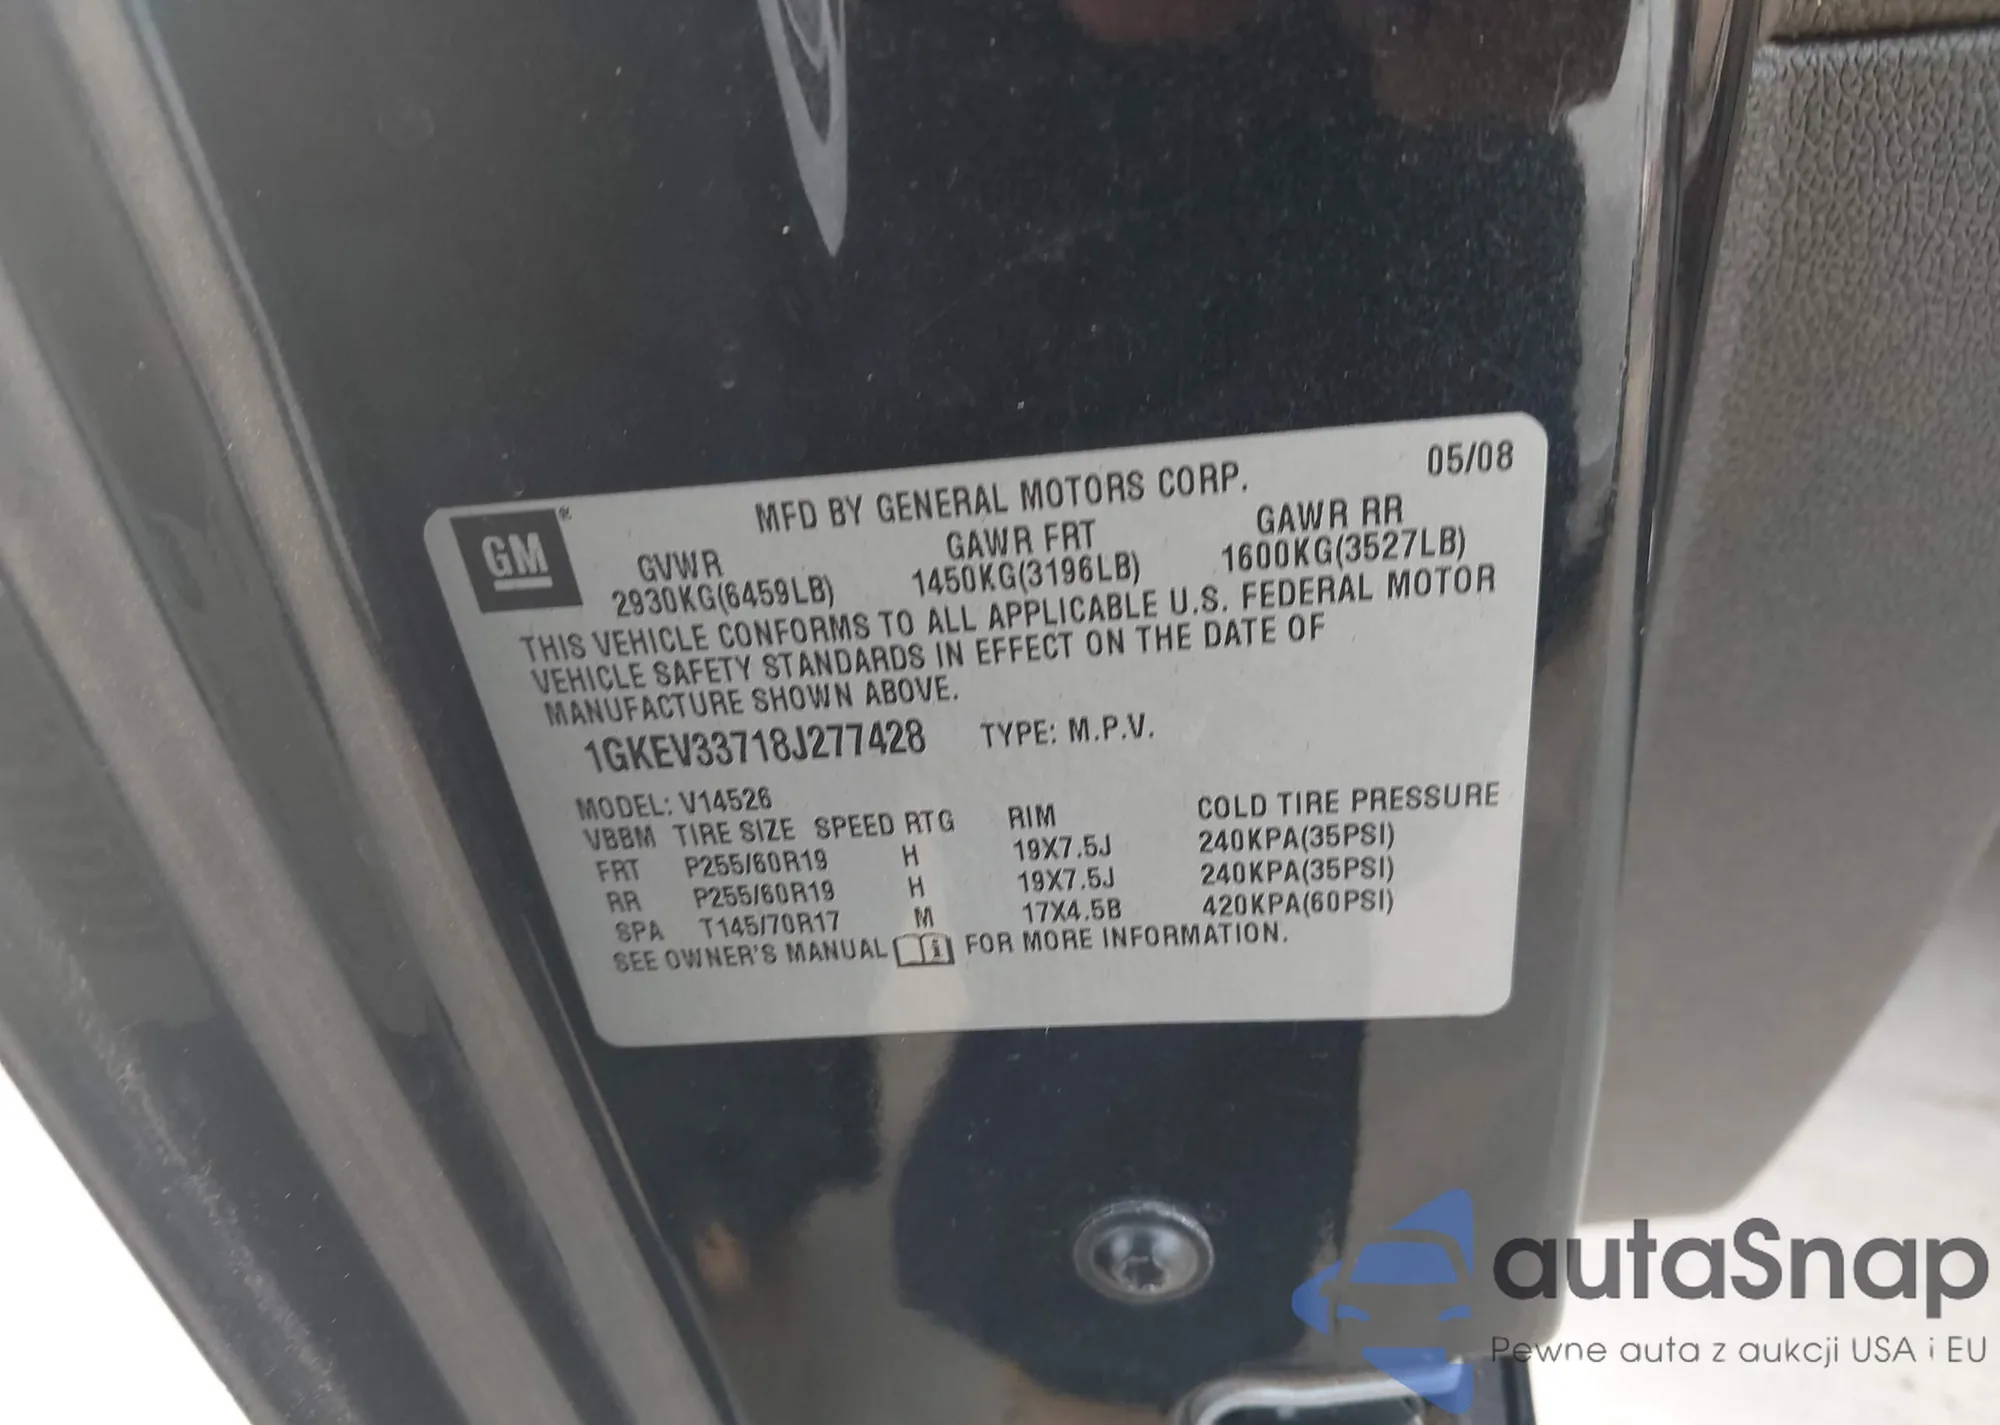 MFD BY GENERAL MOTORS CORP. 05/08
GM®
GVWR GAWR FRT GAWR RR
2930KG(6459LB) 1450KG(3196LB) 1600KG(3527LB)
THIS VEHICLE CONFORMS TO ALL APPLICABLE U.S. FEDERAL MOTOR
VEHICLE SAFETY STANDARDS IN EFFECT ON THE DATE OF
MANUFACTURE SHOWN ABOVE.
1GKEV33718J277428 TYPE: M.P.V.
MODEL: V14526
VBBM TIRE SIZE SPEED RTG RIM COLD TIRE PRESSURE
FRT P255/60R19 H 19X7.5J 240KPA(35PSI)
RR P255/60R19 H 19X7.5J 240KPA(35PSI)
SPA T145/70R17 M 17X4.5B 420KPA(60PSI)
SEE OWNER'S MANUAL i FOR MORE INFORMATION.
autaSnap
Pewne auta z aukcji USA i EU